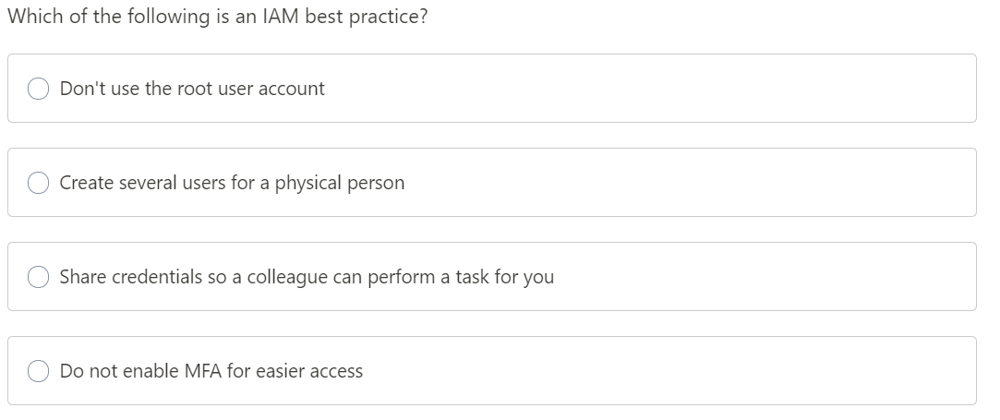 Which of the following is an IAM best practice?
Don't use the root user account
Create several users for a physical person
Share credentials so a colleague can perform a task for you
Do not enable MFA for easier access